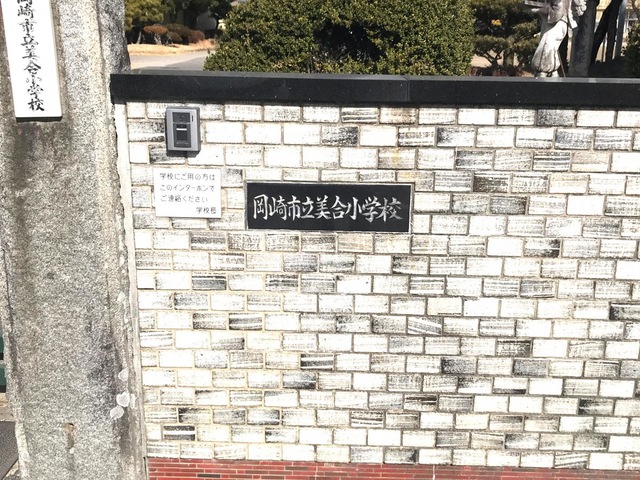 岡崎市立美合小学校
学校にご用の方は
このインターホンで
ご連絡ください
学校長
岡崎市立美合小学校